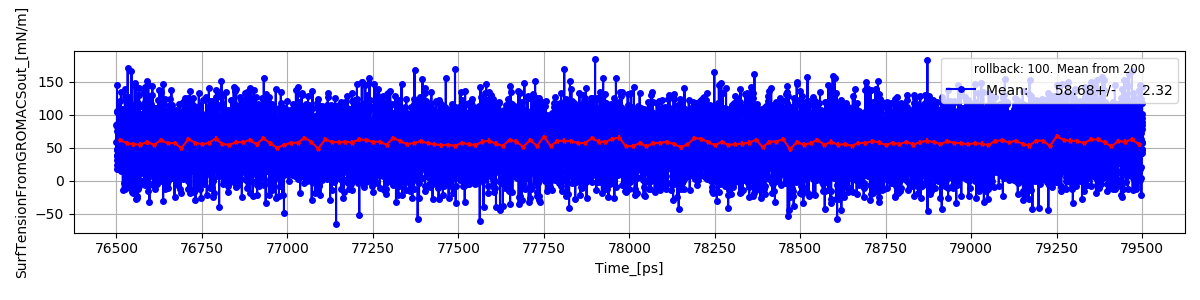 SurfTensionFromGROMACSout_[mN/m]
150
100
50
0
−50
rollback: 100. Mean from 200
Mean: 58.68+/- 2.32
76500 76750 77000 77250 77500 77750 78000 78250 78500 78750 79000 79250 79500
Time_[ps]